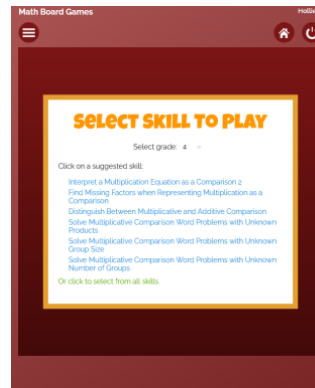 Math Board Games
Hollie
SELECT SKILL TO PLAY
Select grade: 4
Click on a suggested skill:
Interpret a Multiplication Equation as a Comparison 2
Find Missing Factors when Representing Multiplication as a
Comparison
Distinguish Between Multiplicative and Additive Comparison
Solve Multiplicative Comparison Word Problems with Unknown
Products
Solve Multiplicative Comparison Word Problems with Unknown
Group Size
Solve Multiplicative Comparison Word Problems with Unknown
Number of Groups
Or click to select from all skills.